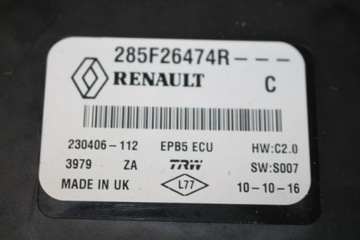 285F26474R---
RENAULT C
230406-112 EPB5 ECU HW:C2.0
3979 ZA TRW SW:S007
MADE IN UK L77 10-10-16